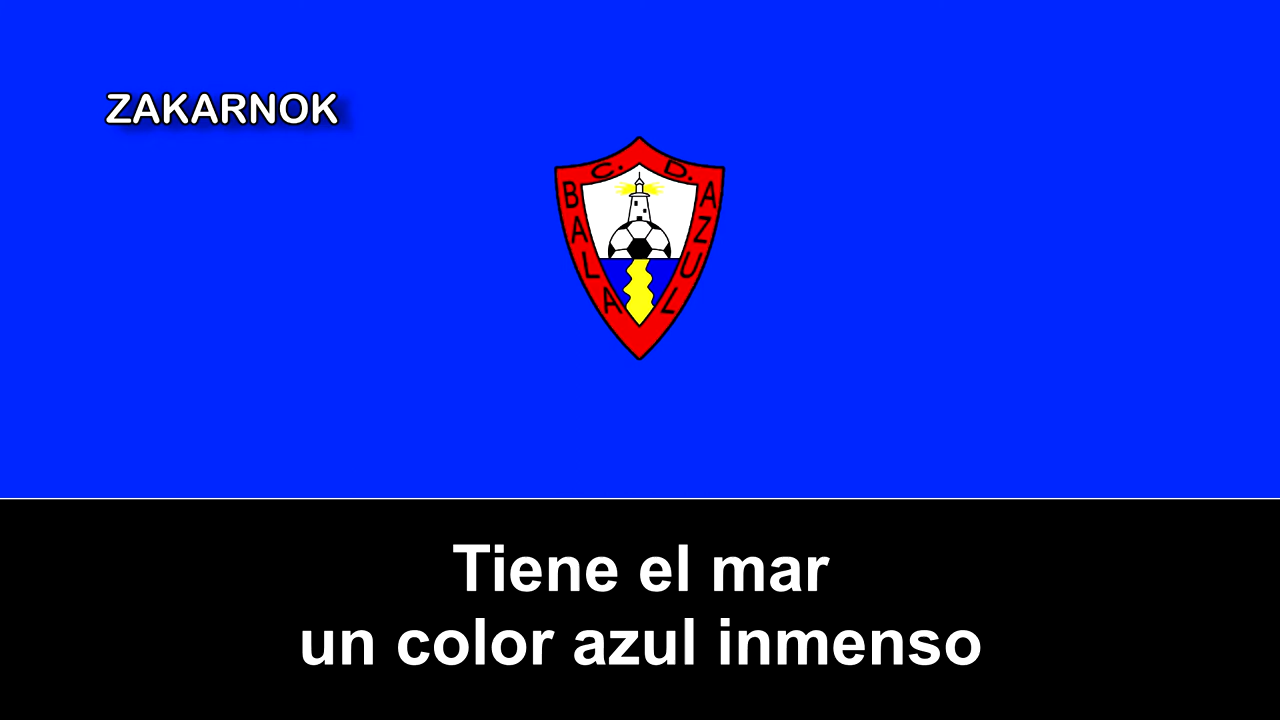 ZAKARNOK
C. D.
BALA AZUL
Tiene el mar
un color azul inmenso